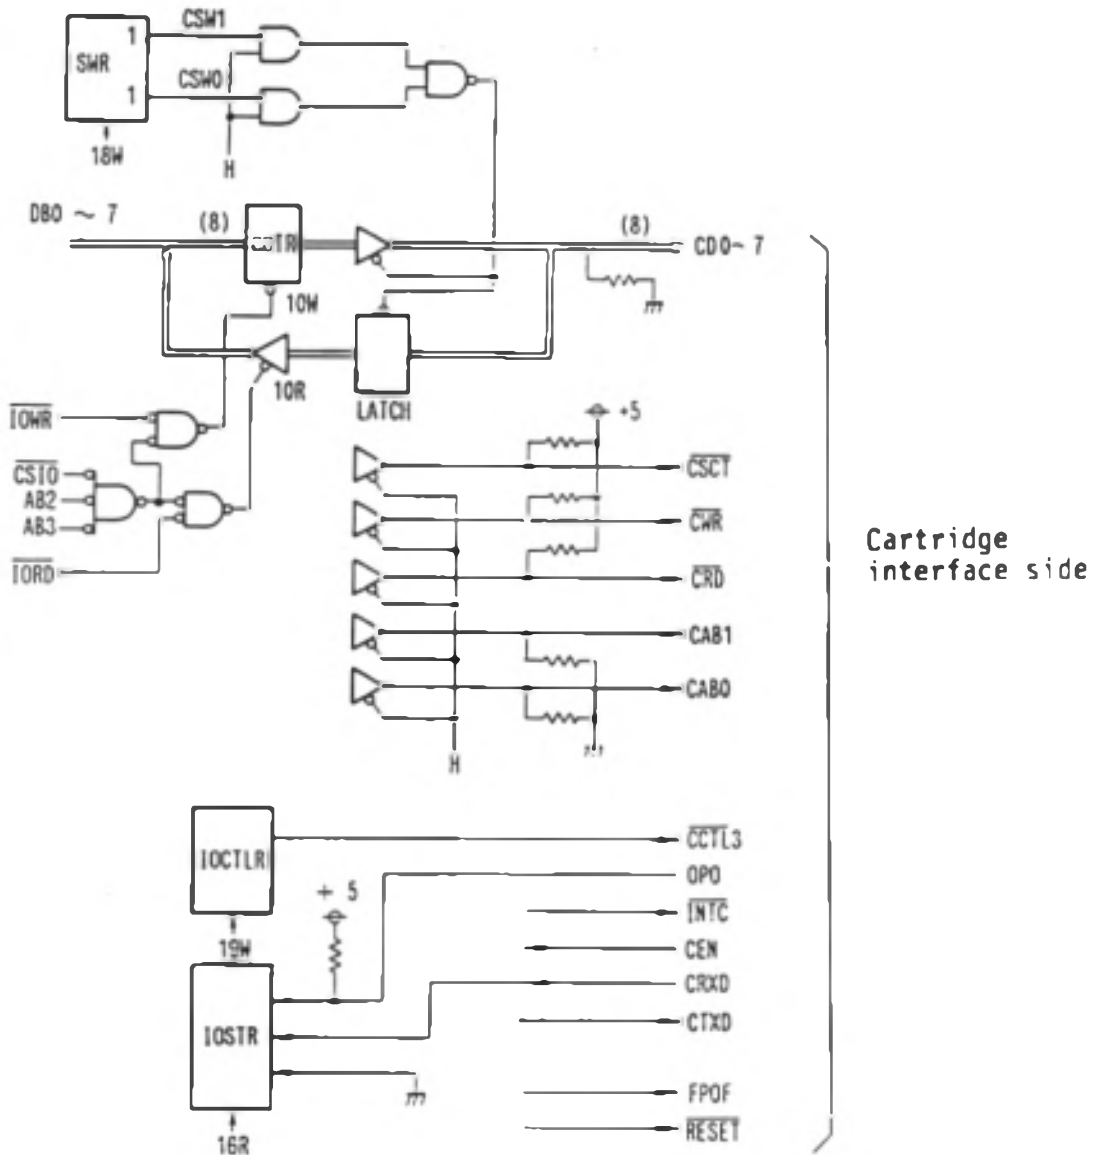 CSW1
1
SWR
CSW0
1
18W
H
DB0 ~ 7
(8)
(8)
CD0~ 7
10W
10R
LATCH
IOWR
CSIO
AB2
AB3
IORD
+5
CSCT
CWR
CRD
CAB1
CAB0
H
Cartridge
interface side
IOCTLR
CCTL3
+ 5
OPO
INTC
19W
CEN
CRXD
IOSTR
CTXD
FPOF
RESET
16R